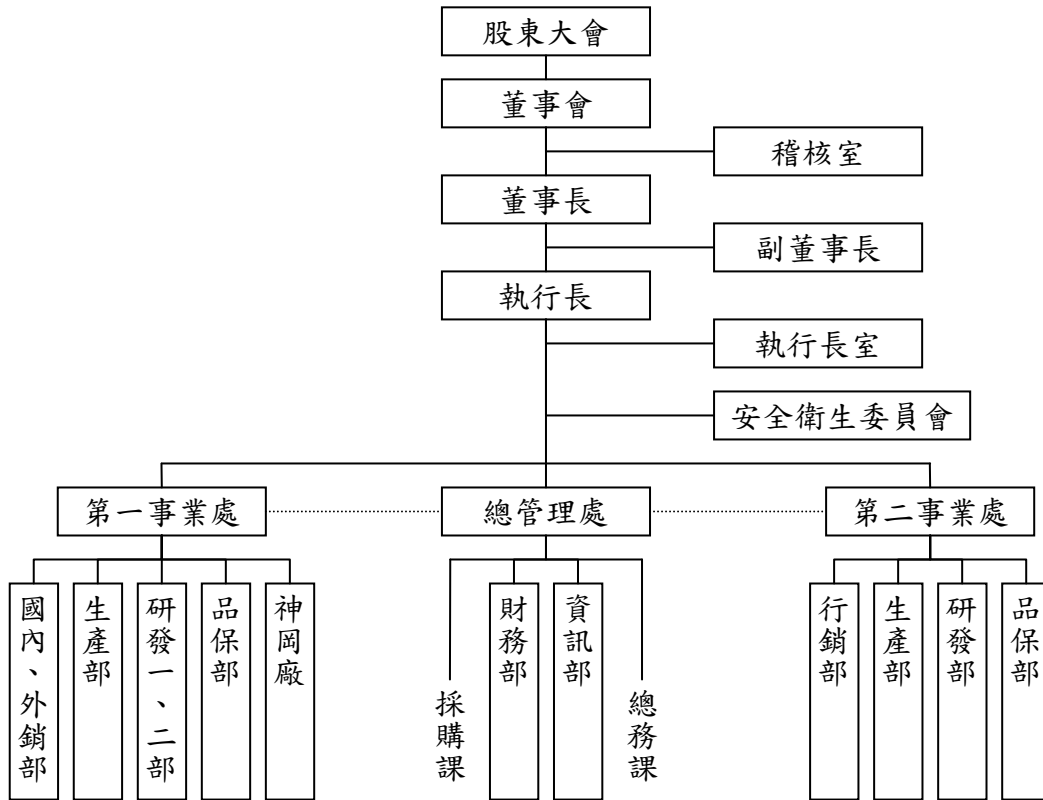 股東大會
董事會
稽核室
董事長
副董事長
執行長
執行長室
安全衛生委員會
第一事業處
總管理處
第二事業處
國內、外銷部
生產部
研發一、二部
品保部
神岡廠
採購課
財務部
資訊部
總務課
行銷部
生產部
研發部
品保部